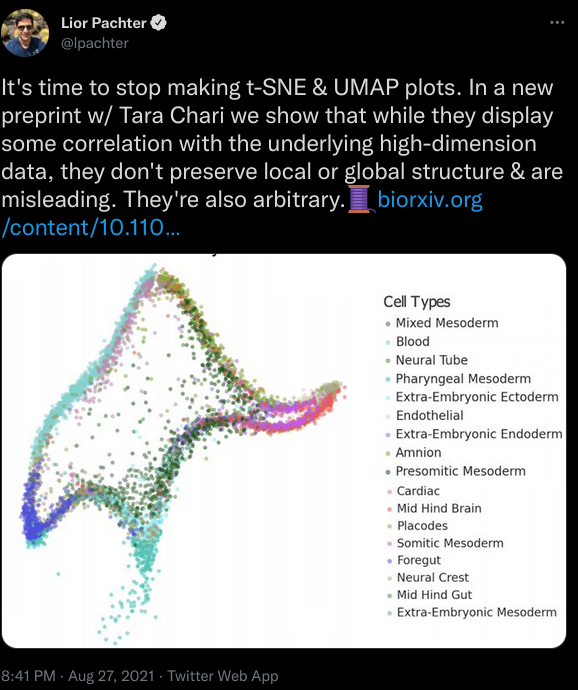 Lior Pachter
@lpachter
It's time to stop making t-SNE & UMAP plots. In a new
preprint w/ Tara Chari we show that while they display
some correlation with the underlying high-dimension
data, they don't preserve local or global structure & are
misleading. They're also arbitrary.🧵biorxiv.org
/content/10.110…
Cell Types
Mixed Mesoderm
Blood
Neural Tube
Pharyngeal Mesoderm
Extra-Embryonic Ectoderm
Endothelial
Extra-Embryonic Endoderm
Amnion
Presomitic Mesoderm
Cardiac
Mid Hind Brain
Placodes
Somitic Mesoderm
Foregut
Neural Crest
Mid Hind Gut
Extra-Embryonic Mesoderm
8:41 PM · Aug 27, 2021 · Twitter Web App